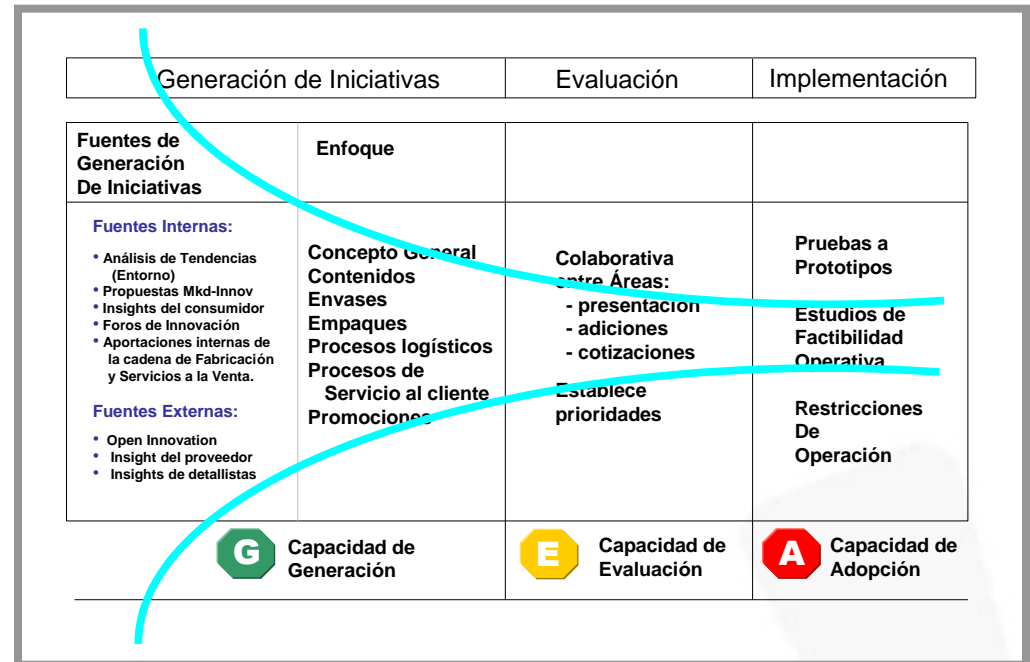 Generación de Iniciativas
Evaluación
Implementación
Fuentes de
Generación
De Iniciativas
Enfoque
Fuentes Internas:
• Análisis de Tendencias
(Entorno)
• Propuestas Mkd-Innov
• Insights del consumidor
• Foros de Innovación
• Aportaciones internas de
la cadena de Fabricación
y Servicios a la Venta.
Fuentes Externas:
• Open Innovation
• Insight del proveedor
• Insights de detallistas
Concepto General
Contenidos
Envases
Empaques
Procesos logísticos
Procesos de
Servicio al cliente
Promociones
Colaborativa
entre Áreas:
- presentación
- adiciones
- cotizaciones
Establece
prioridades
Pruebas a
Prototipos
Estudios de
Factibilidad
Operativa
Restricciones
De
Operación
G
Capacidad de
Generación
E
Capacidad de
Evaluación
A
Capacidad de
Adopción